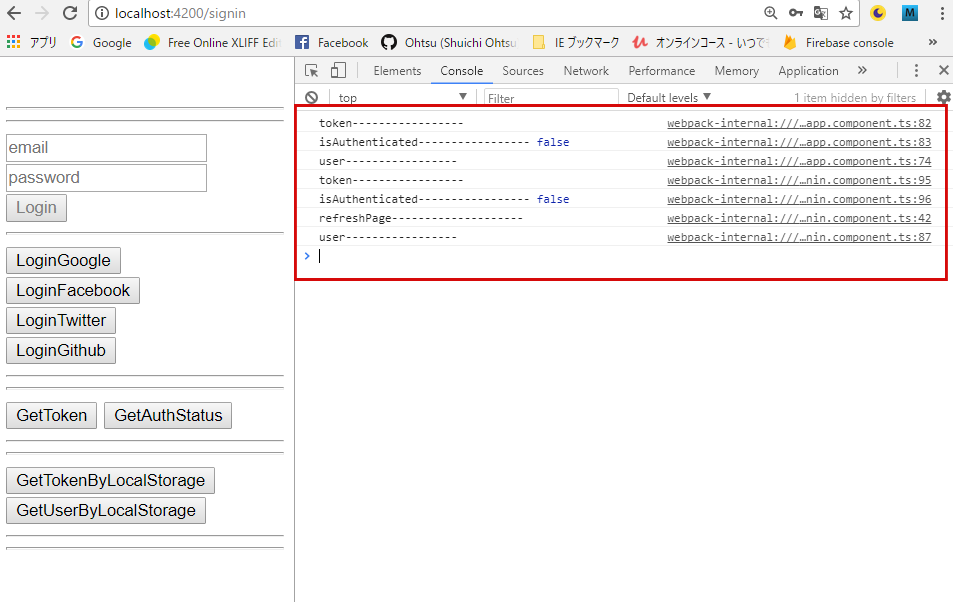 localhost:4200/signin
アプリ Google Free Online XLIFF Edi Facebook Ohtsu (Shuichi Ohtsu IE ブックマーク オンラインコース - いつで Firebase console »
Elements Console Sources Network Performance Memory Application »
top Filter Default levels 1 item hidden by filters
token----------------- webpack-internal:///…app.component.ts:82
isAuthenticated----------------- false webpack-internal:///…app.component.ts:83
user----------------- webpack-internal:///…app.component.ts:74
token----------------- webpack-internal:///…nin.component.ts:95
isAuthenticated----------------- false webpack-internal:///…nin.component.ts:96
refreshPage-------------------- webpack-internal:///…nin.component.ts:42
user----------------- webpack-internal:///…nin.component.ts:87
>
email
password
Login
LoginGoogle
LoginFacebook
LoginTwitter
LoginGithub
GetToken GetAuthStatus
GetTokenByLocalStorage
GetUserByLocalStorage